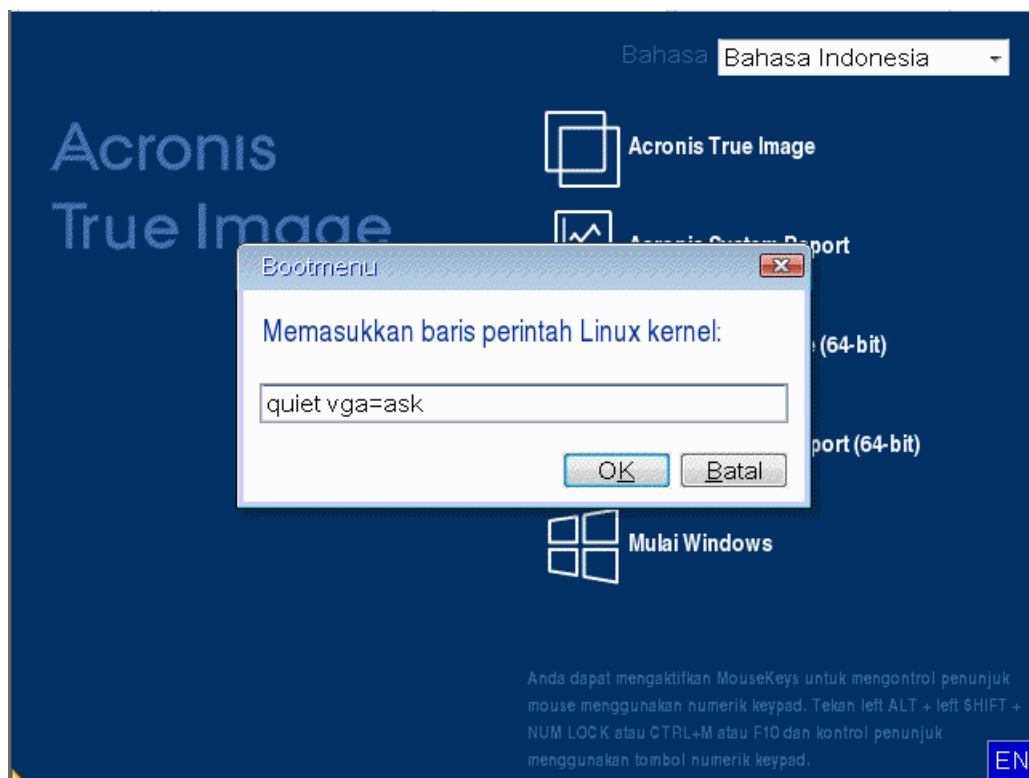 Bahasa Bahasa Indonesia
Acronis
True Image
Acronis True Image
Acronis System Report
Bootmenu
Memasukkan baris perintah Linux kernel:
(64-bit)
quiet vga=ask
port (64-bit)
OK Batal
Mulai Windows
Anda dapat mengaktifkan MouseKeys untuk mengontrol penunjuk
mouse menggunakan numerik keypad. Tekan left ALT + left SHIFT +
NUM LOCK atau CTRL+M atau F10 dan kontrol penunjuk
menggunakan tombol numerik keypad.
EN